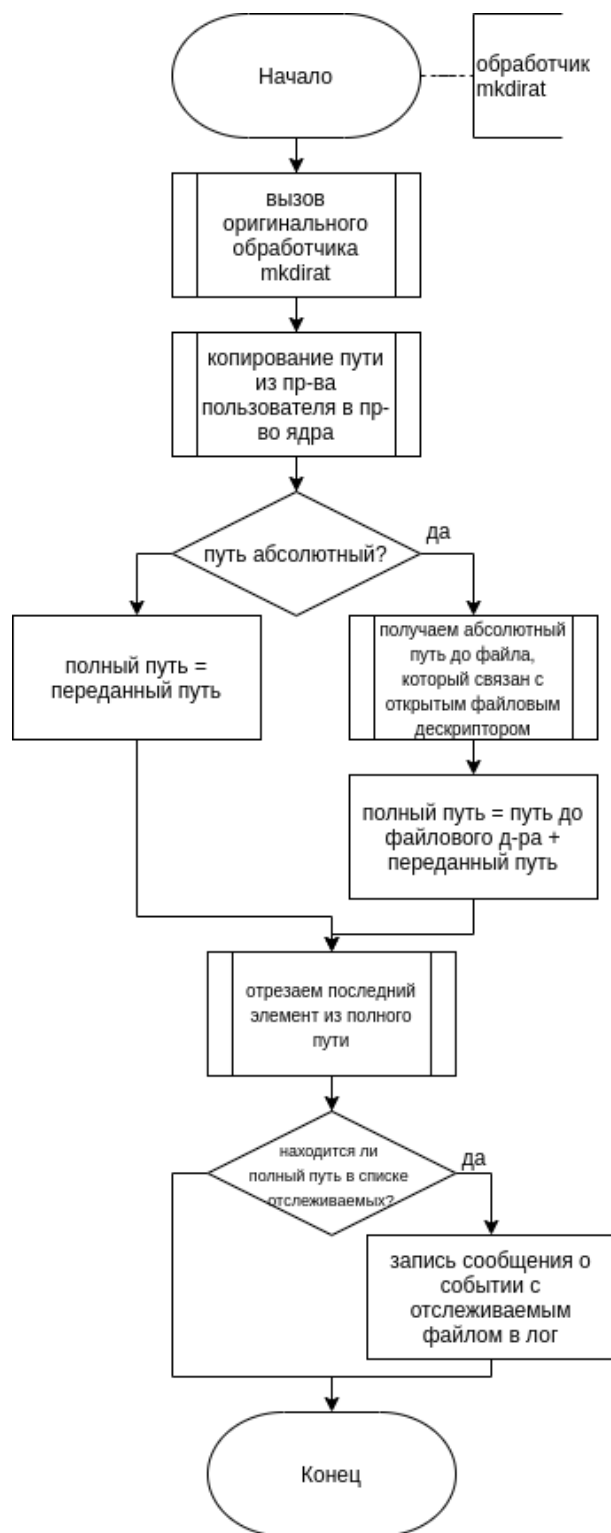 Начало
обработчик
mkdirat
вызов
оригинального
обработчика
mkdirat
копирование пути
из пр-ва
пользователя в пр-
во ядра
путь абсолютный?
да
полный путь =
переданный путь
получаем абсолютный
путь до файла,
который связан с
открытым файловым
дескриптором
полный путь = путь до
файлового д-ра +
переданный путь
отрезаем последний
элемент из полного
пути
находится ли
полный путь в списке
отслеживаемых?
да
запись сообщения о
событии с
отслеживаемым
файлом в лог
Конец